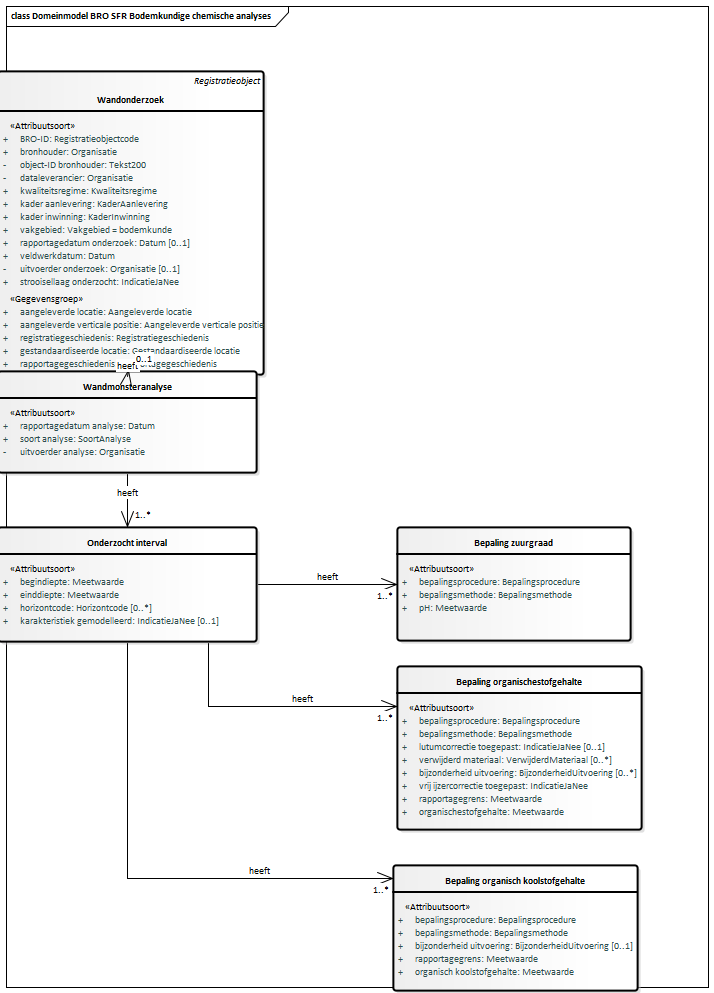 class Domeinmodel BRO SFR Bodemkundige chemische analyses
Registratieobject
Wandonderzoek
«Attribuutsoort»
+ BRO-ID: Registratieobjectcode
+ bronhouder: Organisatie
- object-ID bronhouder: Tekst200
- dataleverancier: Organisatie
+ kwaliteitsregime: Kwaliteitsregime
+ kader aanlevering: KaderAanlevering
+ kader inwinning: KaderInwinning
+ vakgebied: Vakgebied = bodemkunde
+ rapportagedatum onderzoek: Datum [0..1]
+ veldwerkdatum: Datum
- uitvoerder onderzoek: Organisatie [0..1]
+ strooisellaag onderzocht: IndicatieJaNee
«Gegevensgroep»
+ aangeleverde locatie: Aangeleverde locatie
+ aangeleverde verticale positie: Aangeleverde verticale positie
+ registratiegeschiedenis: Registratiegeschiedenis
+ gestandaardiseerde locatie: Gestandaardiseerde locatie
+ rapportagegeschiedenis
0..1
heeft
Wandmonsteranalyse
«Attribuutsoort»
+ rapportagedatum analyse: Datum
+ soort analyse: SoortAnalyse
- uitvoerder analyse: Organisatie
heeft
1..*
Onderzocht interval
«Attribuutsoort»
+ begindiepte: Meetwaarde
+ einddiepte: Meetwaarde
+ horizontcode: Horizontcode [0..*]
+ karakteristiek gemodelleerd: IndicatieJaNee [0..1]
heeft
1..*
Bepaling zuurgraad
«Attribuutsoort»
+ bepalingsprocedure: Bepalingsprocedure
+ bepalingsmethode: Bepalingsmethode
+ pH: Meetwaarde
heeft
1..*
Bepaling organischestofgehalte
«Attribuutsoort»
+ bepalingsprocedure: Bepalingsprocedure
+ bepalingsmethode: Bepalingsmethode
+ lutumcorrectie toegepast: IndicatieJaNee [0..1]
+ verwijderd materiaal: VerwijderdMateriaal [0..*]
+ bijzonderheid uitvoering: BijzonderheidUitvoering [0..*]
+ vrij ijzercorrectie toegepast: IndicatieJaNee
+ rapportagegrens: Meetwaarde
+ organischestofgehalte: Meetwaarde
heeft
1..*
Bepaling organisch koolstofgehalte
«Attribuutsoort»
+ bepalingsprocedure: Bepalingsprocedure
+ bepalingsmethode: Bepalingsmethode
+ bijzonderheid uitvoering: BijzonderheidUitvoering [0..1]
+ rapportagegrens: Meetwaarde
+ organisch koolstofgehalte: Meetwaarde